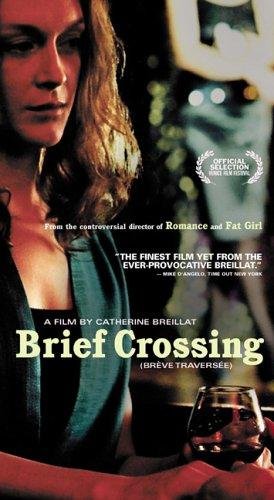 OFFICIAL
SELECTION
VENICE FILM FESTIVAL
From the controversial director of Romance and Fat Girl
"THE FINEST FILM YET FROM THE
EVER-PROVOCATIVE BREILLAT."
— MIKE D'ANGELO, TIME OUT NEW YORK
A FILM BY CATHERINE BREILLAT
Brief Crossing
(BRÈVE TRAVERSÉE)